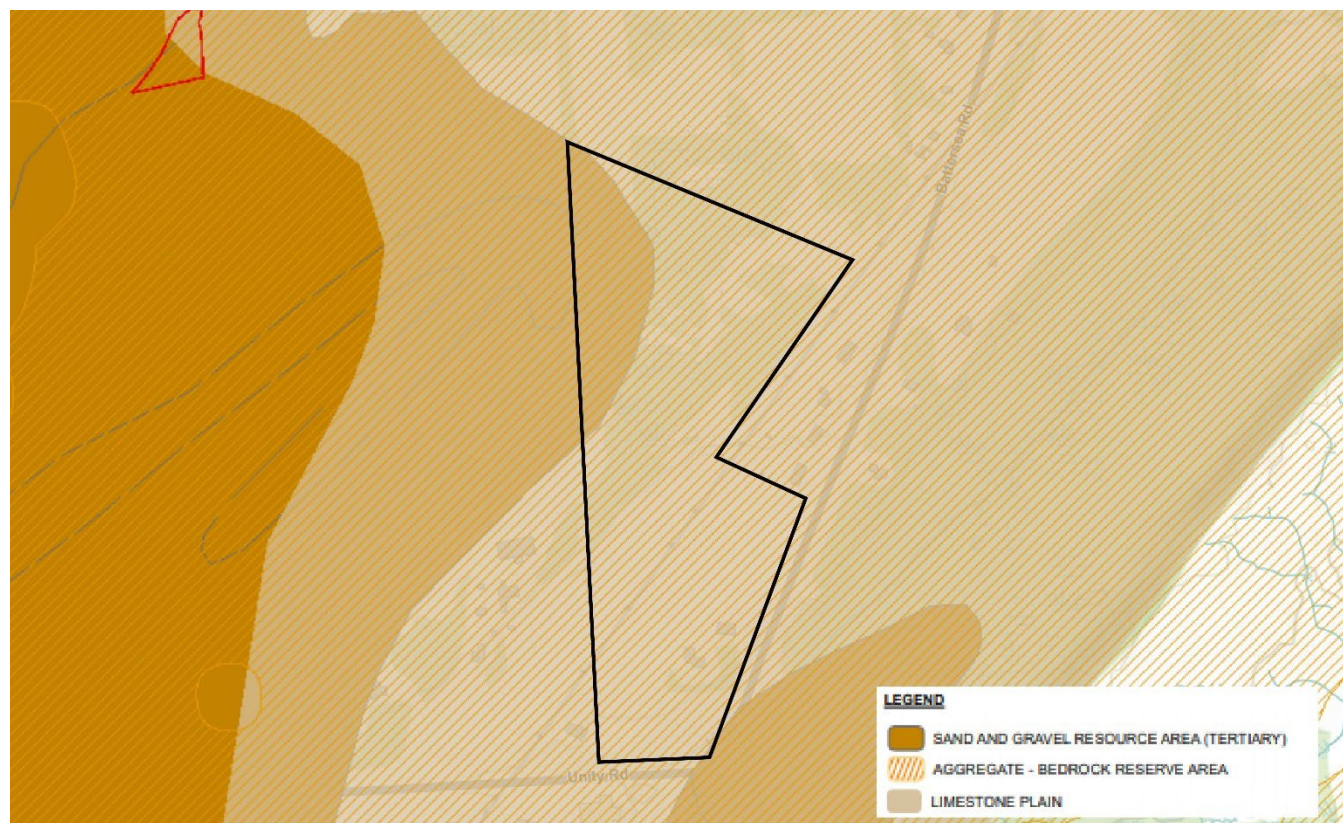 Battersea Rd
Unity Rd
LEGEND
SAND AND GRAVEL RESOURCE AREA (TERTIARY)
AGGREGATE - BEDROCK RESERVE AREA
LIMESTONE PLAIN